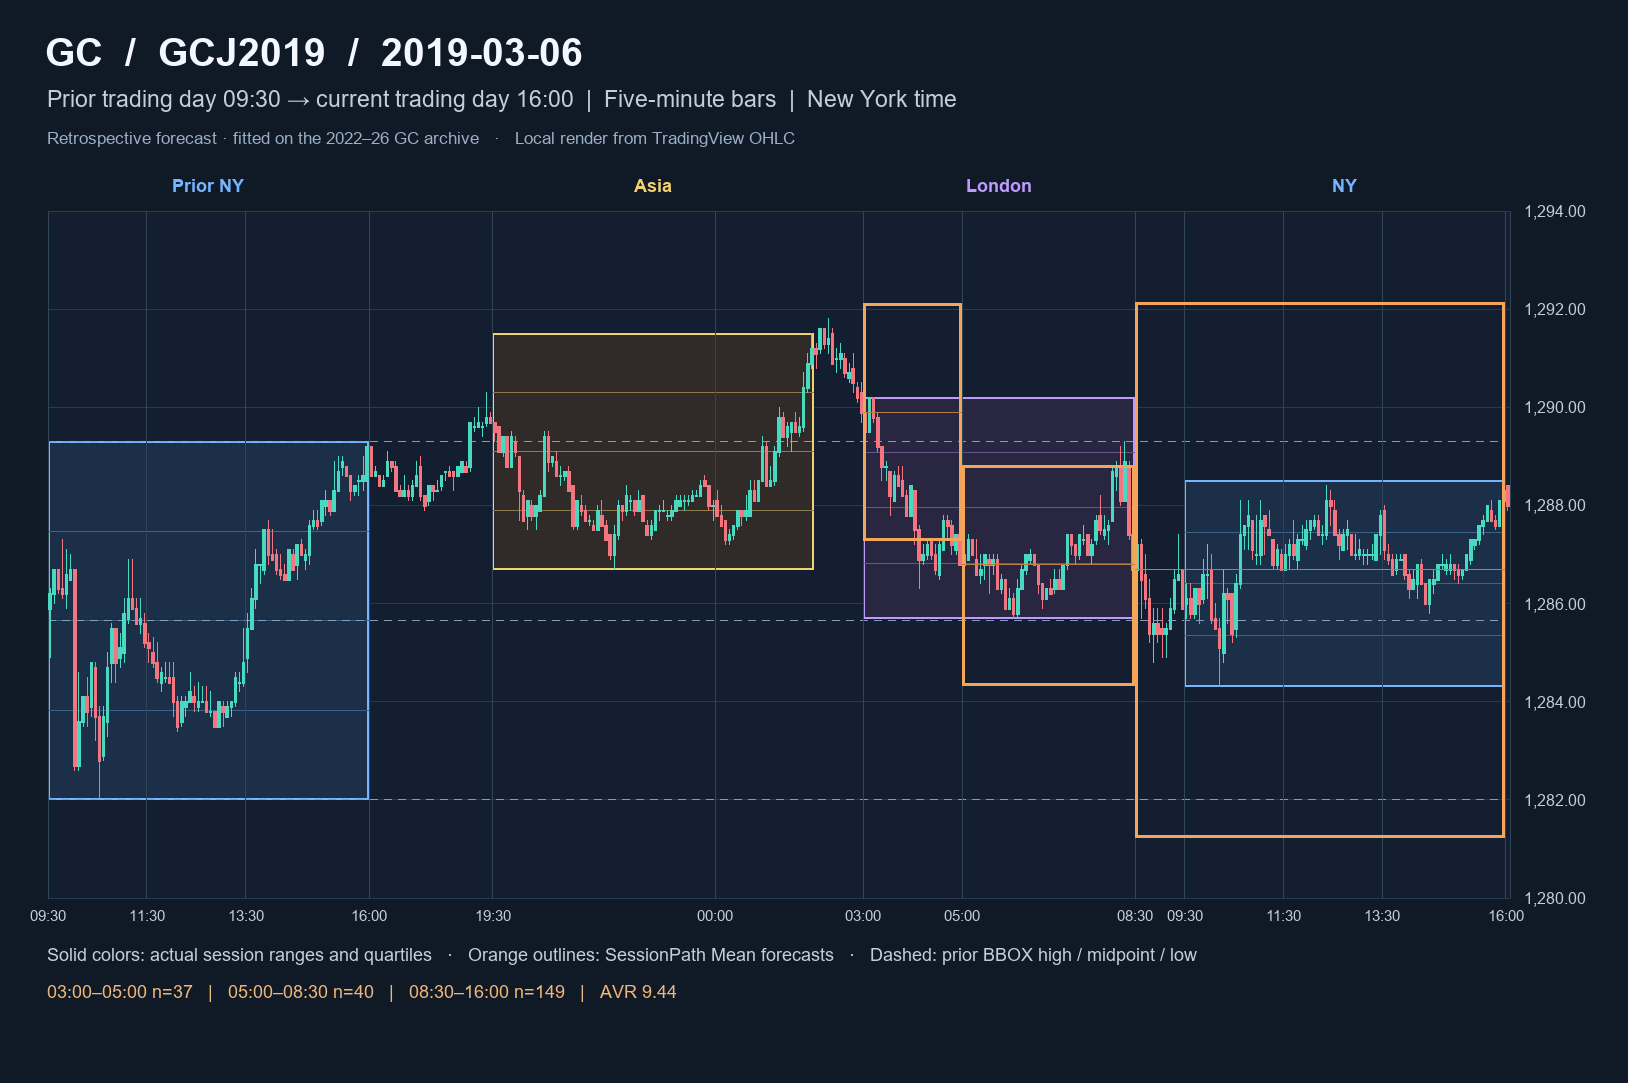 GC / GCJ2019 / 2019-03-06
Prior trading day 09:30 → current trading day 16:00 | Five-minute bars | New York time
Retrospective forecast · fitted on the 2022–26 GC archive · Local render from TradingView OHLC
Prior NY Asia London NY
1,294.00
1,292.00
1,290.00
1,288.00
1,286.00
1,284.00
1,282.00
1,280.00
09:30 11:30 13:30 16:00 19:30 00:00 03:00 05:00 08:30 09:30 11:30 13:30 16:00
Solid colors: actual session ranges and quartiles · Orange outlines: SessionPath Mean forecasts · Dashed: prior BBOX high / midpoint / low
03:00–05:00 n=37 | 05:00–08:30 n=40 | 08:30–16:00 n=149 | AVR 9.44